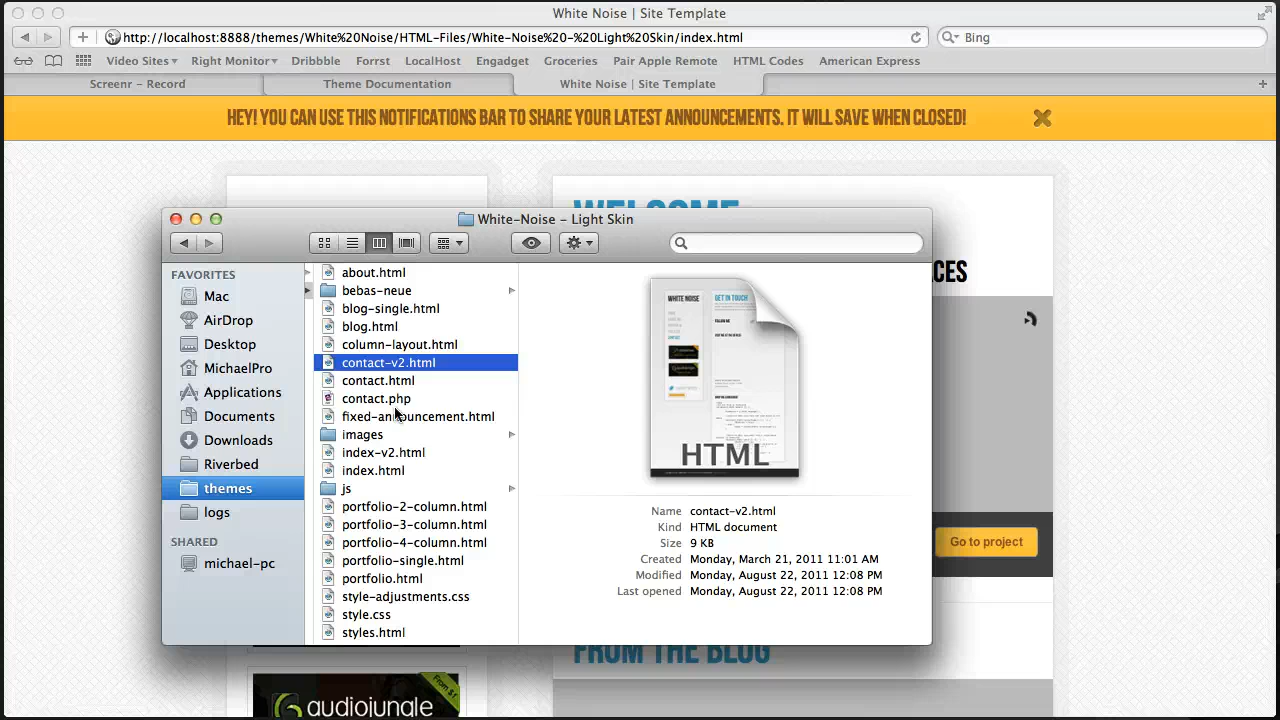 White Noise | Site Template
http://localhost:8888/themes/White%20Noise/HTML-Files/White-Noise%20-%20Light%20Skin/index.html
Bing
Video Sites
Right Monitor
Dribbble
Forrst
LocalHost
Engadget
Groceries
Pair Apple Remote
HTML Codes
American Express
Screenr – Record
Theme Documentation
White Noise | Site Template
HEY! YOU CAN USE THIS NOTIFICATIONS BAR TO SHARE YOUR LATEST ANNOUNCEMENTS. IT WILL SAVE WHEN CLOSED!
WELCOME
CES
White-Noise – Light Skin
FAVORITES
Mac
AirDrop
Desktop
MichaelPro
Applications
Documents
Downloads
Riverbed
themes
logs
SHARED
michael-pc
about.html
bebas-neue
blog-single.html
blog.html
column-layout.html
contact-v2.html
contact.html
contact.php
fixed-announcement.html
images
index-v2.html
index.html
js
portfolio-2-column.html
portfolio-3-column.html
portfolio-4-column.html
portfolio-single.html
portfolio.html
style-adjustments.css
style.css
styles.html
WHITE NOISE
GET IN TOUCH
HTML
Name contact-v2.html
Kind HTML document
Size 9 KB
Created Monday, March 21, 2011 11:01 AM
Modified Monday, August 22, 2011 12:08 PM
Last opened Monday, August 22, 2011 12:08 PM
Go to project
FROM THE BLOG
audiojungle
From $1